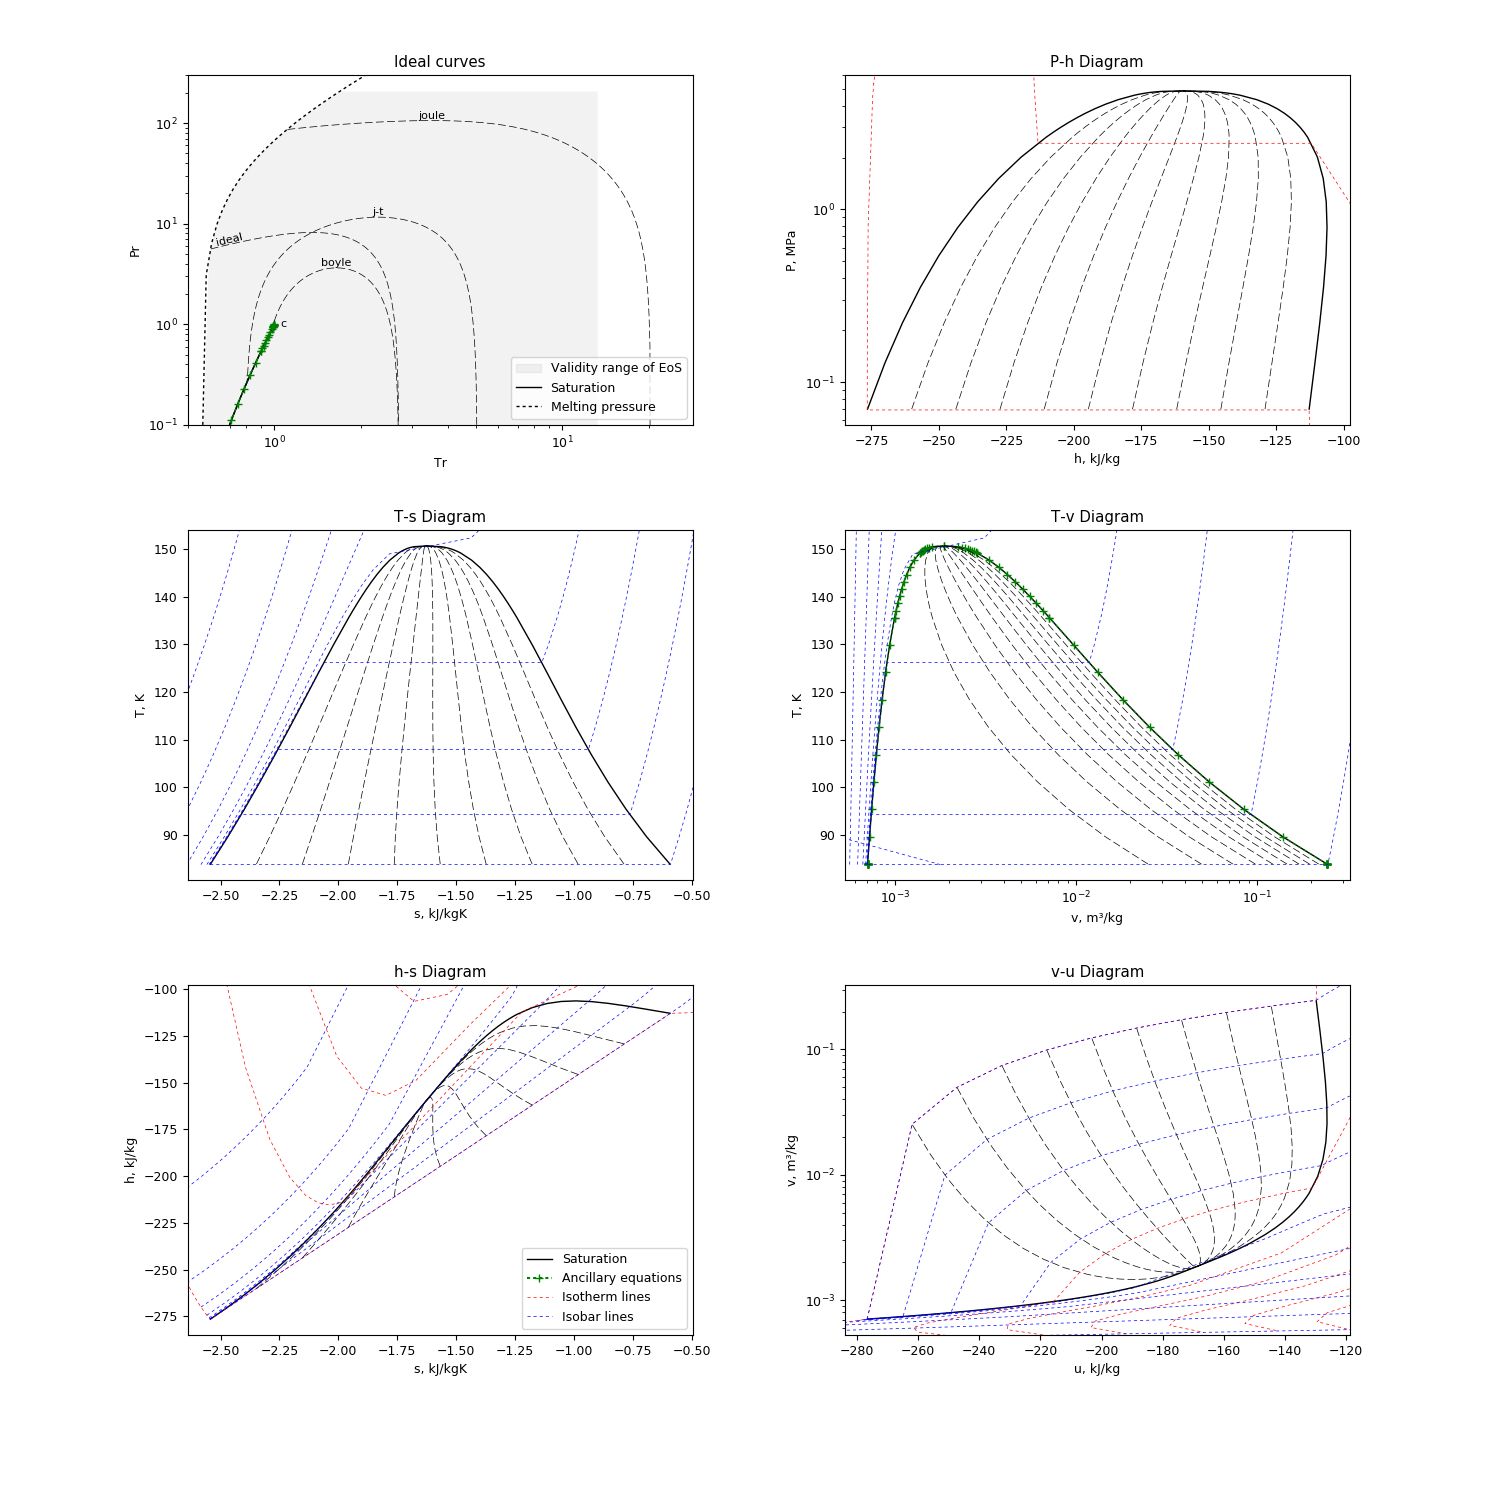 Ideal curves
10²
10¹
10⁰
10⁻¹
Pr
joule
j-t
ideal
boyle
c
Validity range of EoS
Saturation
Melting pressure
10⁰ 10¹
Tr
P-h Diagram
10⁰
10⁻¹
P, MPa
−275 −250 −225 −200 −175 −150 −125 −100
h, kJ/kg
T-s Diagram
150
140
130
120
110
100
90
T, K
−2.50 −2.25 −2.00 −1.75 −1.50 −1.25 −1.00 −0.75 −0.50
s, kJ/kgK
T-v Diagram
150
140
130
120
110
100
90
T, K
10⁻³ 10⁻² 10⁻¹
v, m³/kg
h-s Diagram
−100
−125
−150
−175
−200
−225
−250
−275
h, kJ/kg
Saturation
Ancillary equations
Isotherm lines
Isobar lines
−2.50 −2.25 −2.00 −1.75 −1.50 −1.25 −1.00 −0.75 −0.50
s, kJ/kgK
v-u Diagram
10⁻¹
10⁻²
10⁻³
v, m³/kg
−280 −260 −240 −220 −200 −180 −160 −140 −120
u, kJ/kg